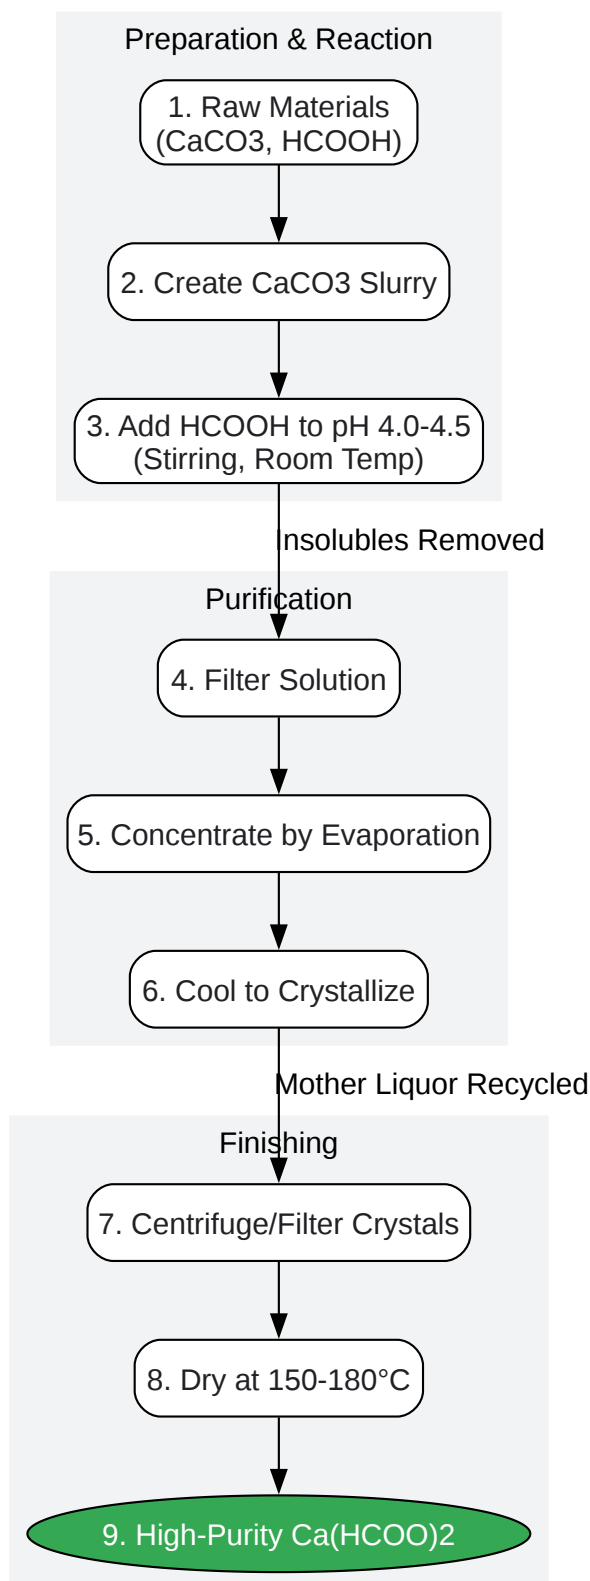 Preparation & Reaction
1. Raw Materials
(CaCO3, HCOOH)
2. Create CaCO3 Slurry
3. Add HCOOH to pH 4.0-4.5
(Stirring, Room Temp)
Insolubles Removed
Purification
4. Filter Solution
5. Concentrate by Evaporation
6. Cool to Crystallize
Mother Liquor Recycled
Finishing
7. Centrifuge/Filter Crystals
8. Dry at 150-180°C
9. High-Purity Ca(HCOO)2